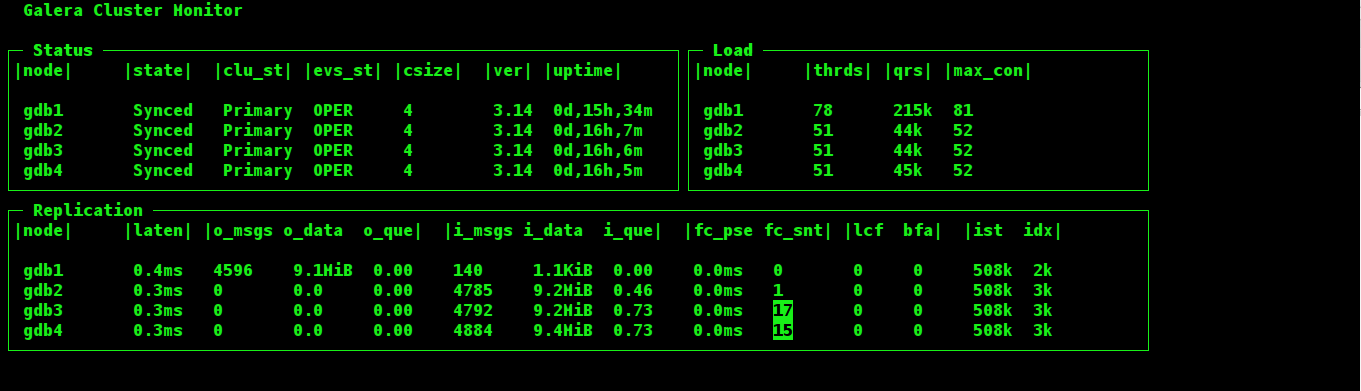 Galera Cluster Monitor
Status
|node| |state| |clu_st| |evs_st| |csize| |ver| |uptime|
gdb1 Synced Primary OPER 4 3.14 0d,15h,34m
gdb2 Synced Primary OPER 4 3.14 0d,16h,7m
gdb3 Synced Primary OPER 4 3.14 0d,16h,6m
gdb4 Synced Primary OPER 4 3.14 0d,16h,5m
Load
|node| |thrds| |qrs| |max_con|
gdb1 78 215k 81
gdb2 51 44k 52
gdb3 51 44k 52
gdb4 51 45k 52
Replication
|node| |laten| |o_msgs o_data o_que| |i_msgs i_data i_que| |fc_pse fc_snt| |lcf bfa| |ist idx|
gdb1 0.4ms 4596 9.1MiB 0.00 140 1.1KiB 0.00 0.0ms 0 0 0 508k 2k
gdb2 0.3ms 0 0.0 0.00 4785 9.2MiB 0.46 0.0ms 1 0 0 508k 3k
gdb3 0.3ms 0 0.0 0.00 4792 9.2MiB 0.73 0.0ms 17 0 0 508k 3k
gdb4 0.3ms 0 0.0 0.00 4884 9.4MiB 0.73 0.0ms 15 0 0 508k 3k